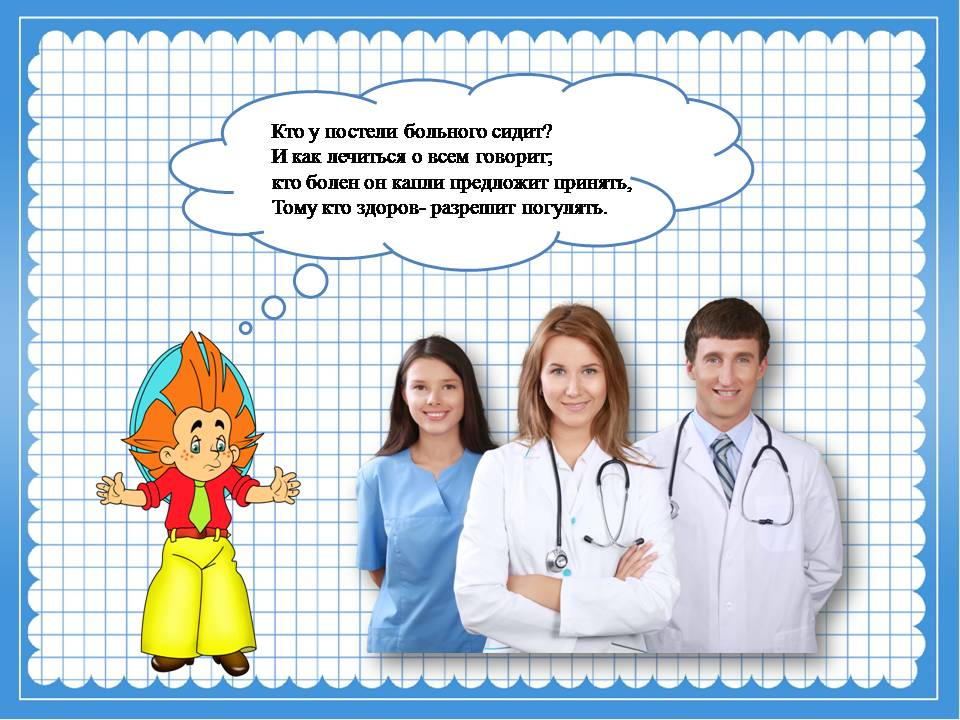 Кто у постели больного сидит?
И как лечиться о всем говорит;
кто болен он капли предложит принять,
Тому кто здоров- разрешит погулять.